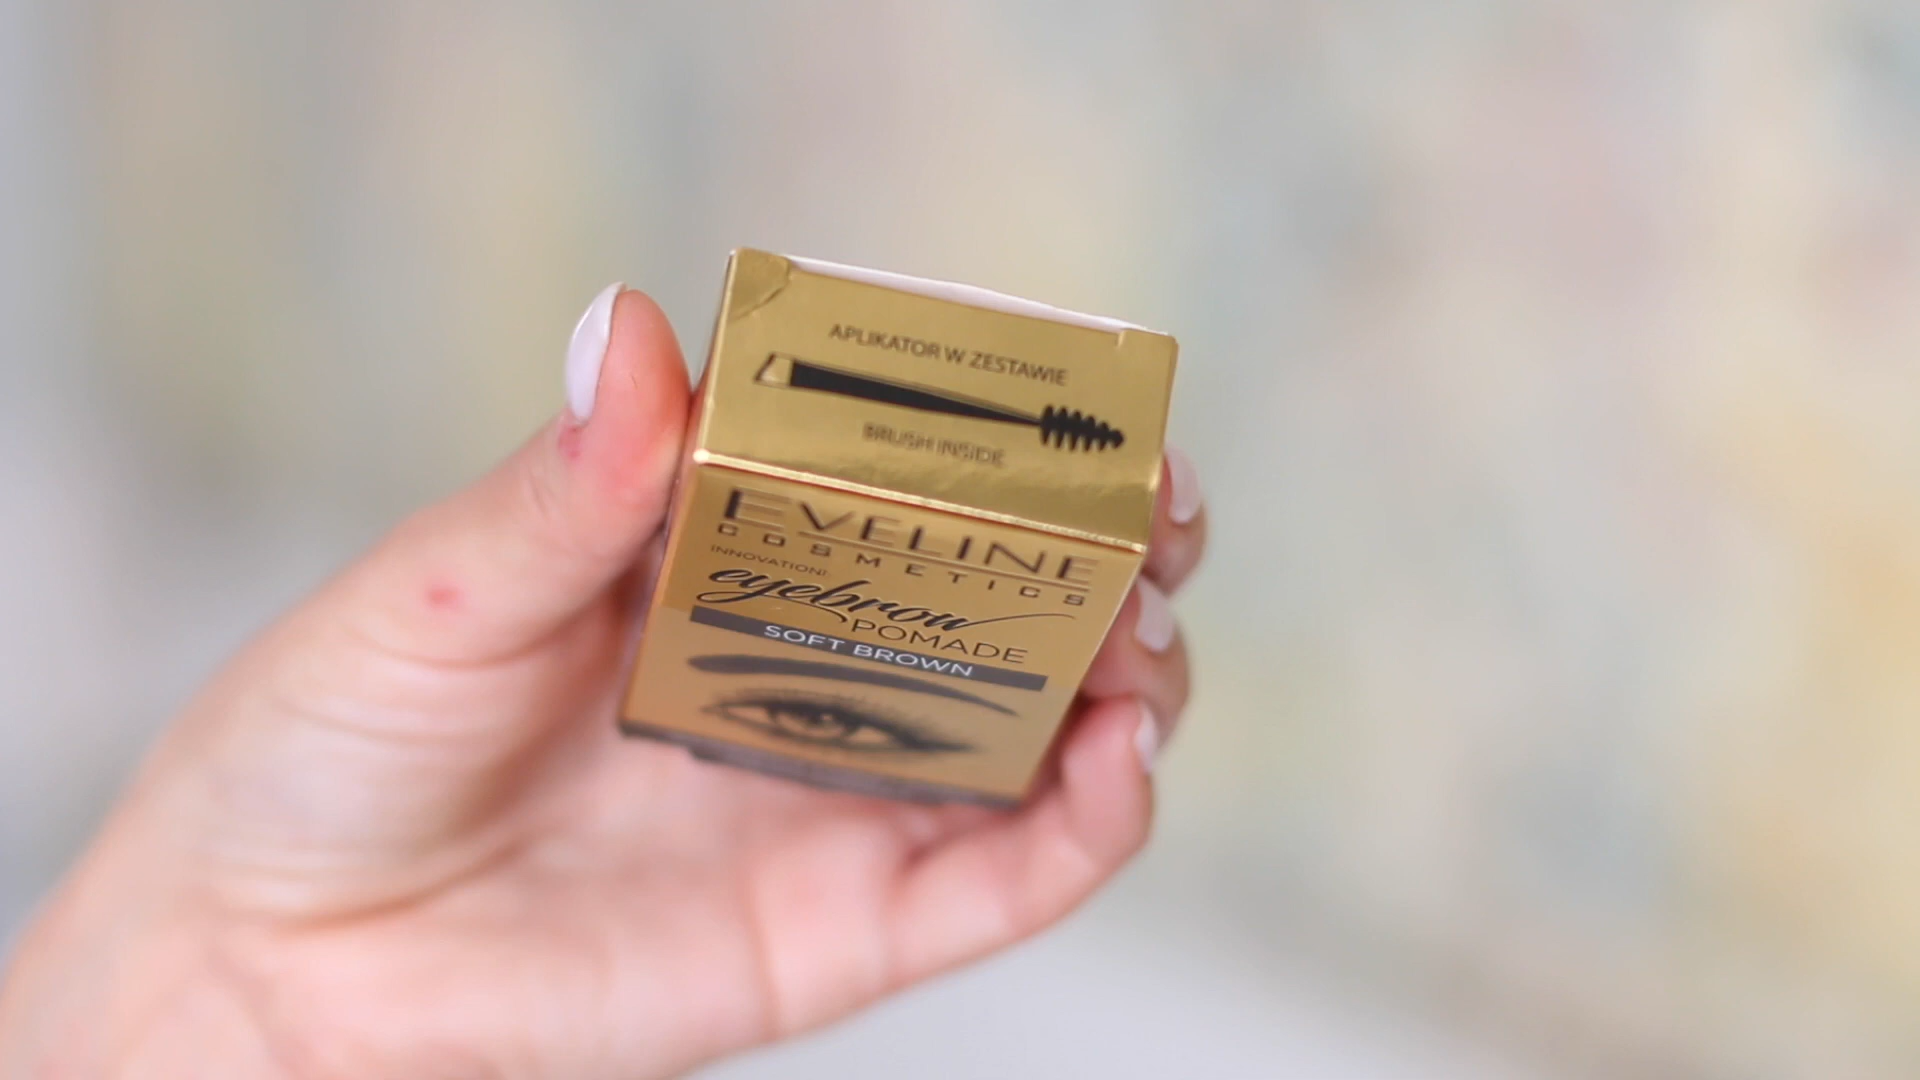 APLIKATOR W ZESTAWIE
BRUSH INSIDE
EVELINE
COSMETICS
INNOVATION!
eyebrow
POMADE
SOFT BROWN